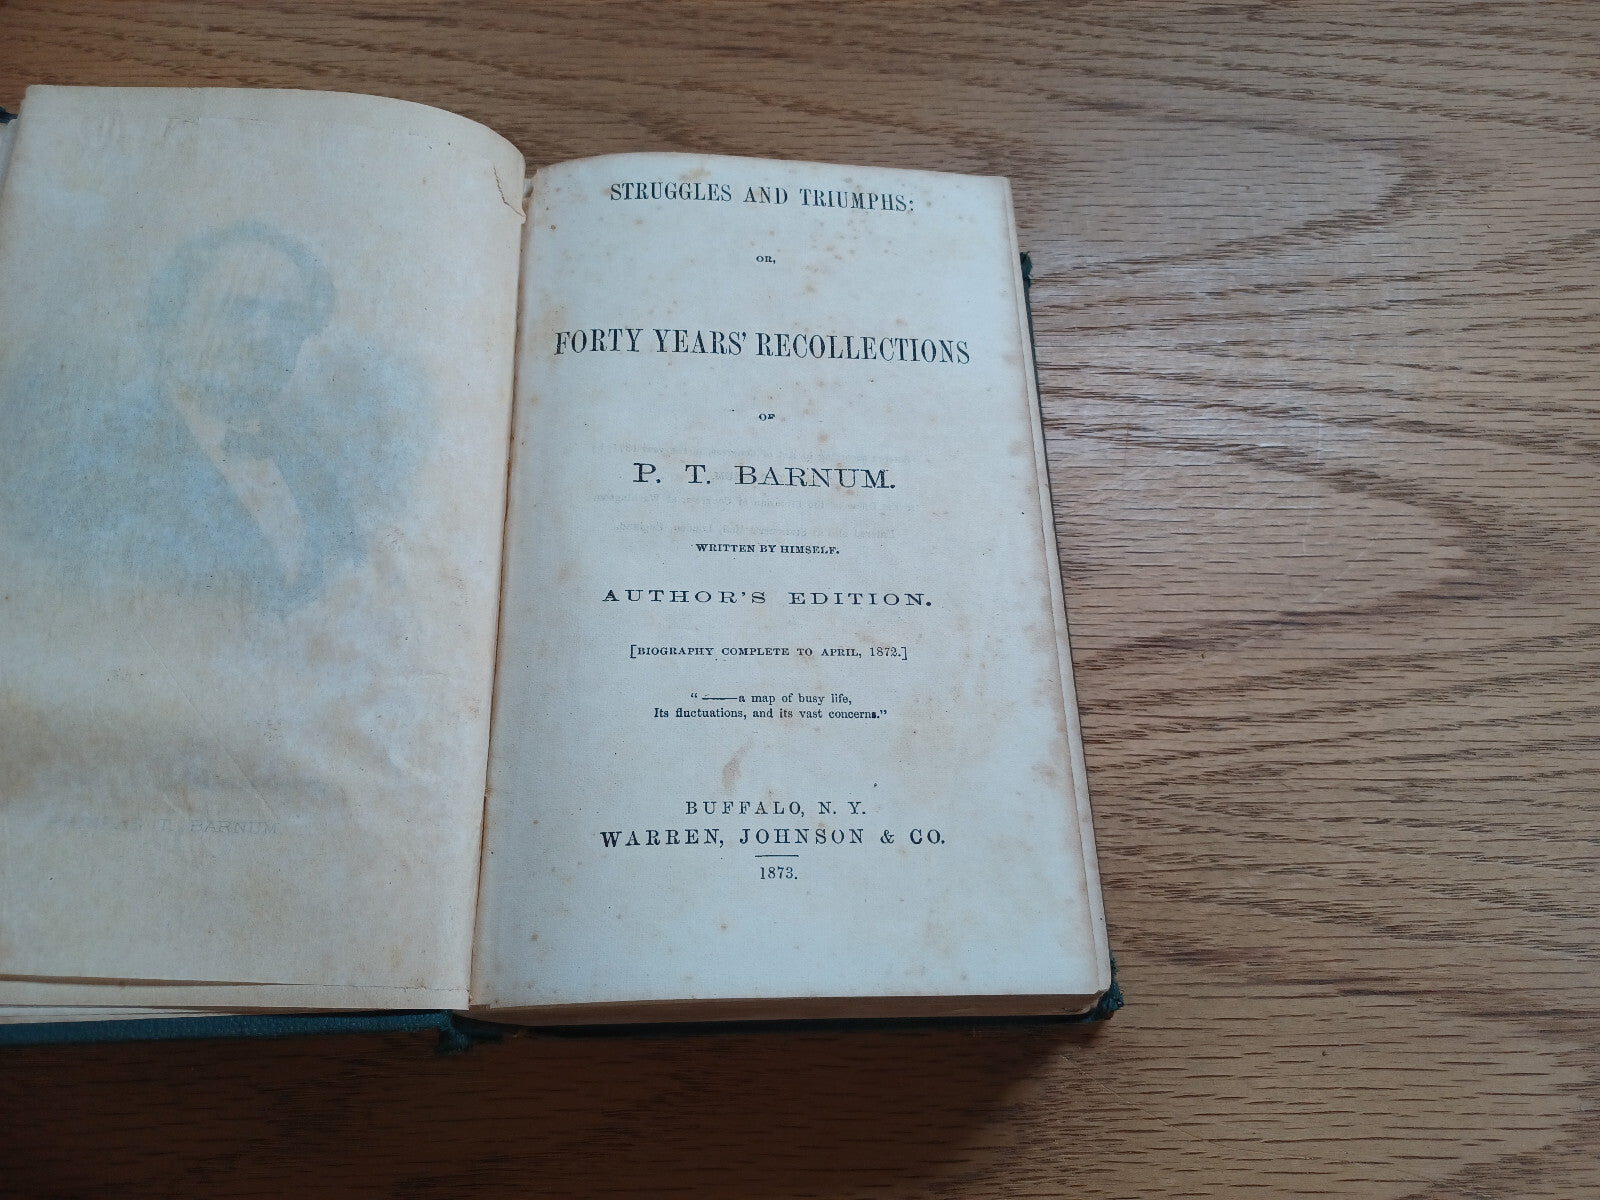 STRUGGLES AND TRIUMPHS:
OR,
FORTY YEARS' RECOLLECTIONS
OF
P. T. BARNUM.
WRITTEN BY HIMSELF.
AUTHOR'S EDITION.
[BIOGRAPHY COMPLETE TO APRIL, 1872.]
"——a map of busy life,
Its fluctuations, and its vast concerns."
BUFFALO, N. Y.
WARREN, JOHNSON & CO.
1873.
T. BARNUM